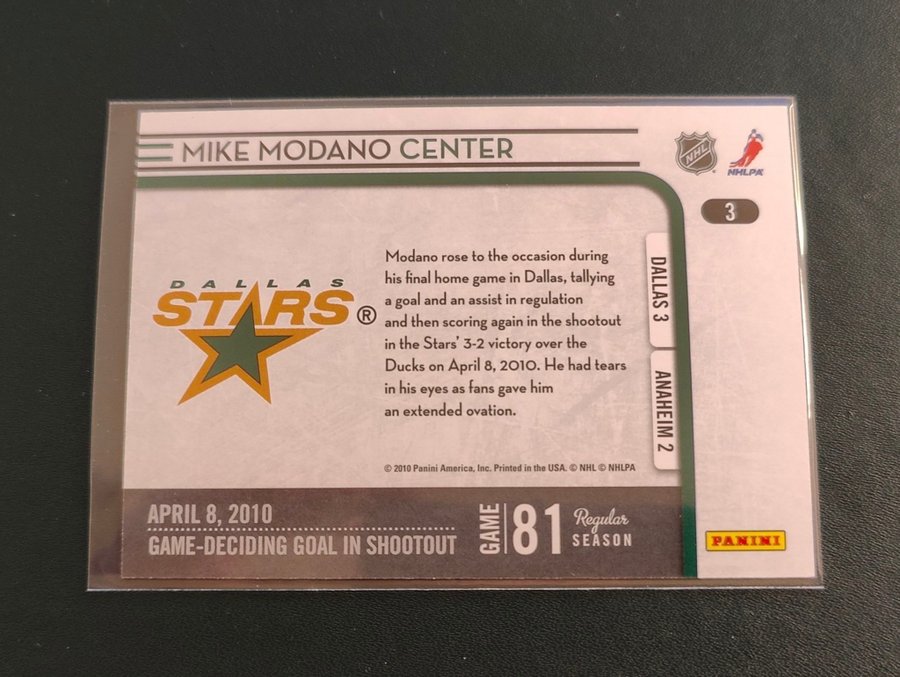 MIKE MODANO CENTER
NHL
NHLPA
3
DALLAS
STARS®
Modano rose to the occasion during
his final home game in Dallas, tallying
a goal and an assist in regulation
and then scoring again in the shootout
in the Stars' 3-2 victory over the
Ducks on April 8, 2010. He had tears
in his eyes as fans gave him
an extended ovation.
DALLAS 3
ANAHEIM 2
© 2010 Panini America, Inc. Printed in the USA. © NHL © NHLPA
APRIL 8, 2010
GAME-DECIDING GOAL IN SHOOTOUT
GAME 81 Regular
SEASON
PANINI